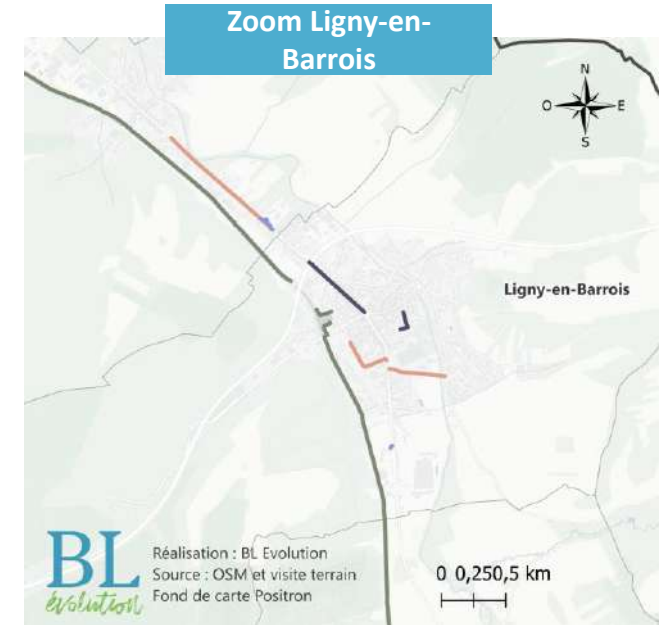 Zoom Ligny-en-
Barrois
N
O E
S
Ligny-en-Barrois
BL
évolution
Réalisation : BL Evolution
Source : OSM et visite terrain
Fond de carte Positron
0 0,250,5 km